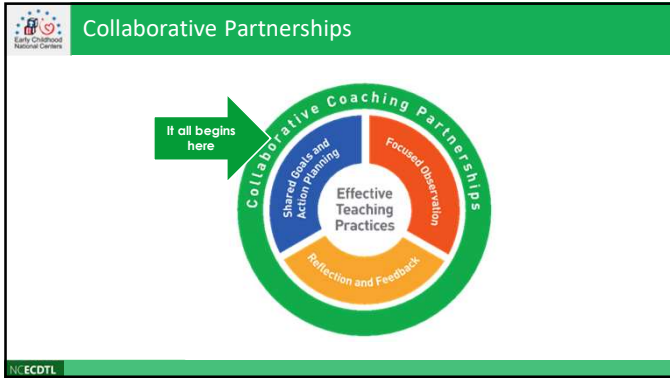 Early Childhood
National Centers
Collaborative Partnerships
It all begins
here
Collaborative Coaching Partnerships
Shared Goals and
Action Planning
Focused Observation
Effective
Teaching
Practices
Reflection and Feedback
NCECDTL